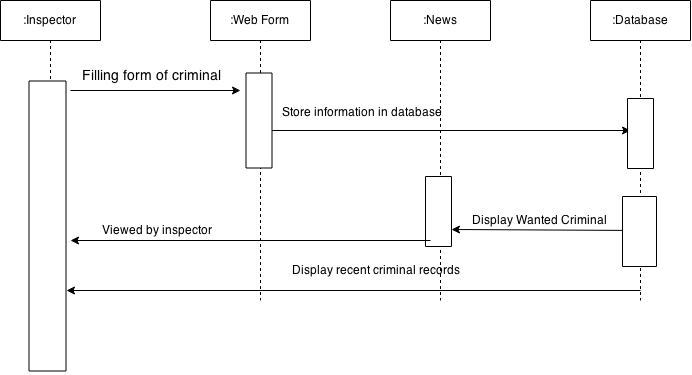 :Inspector
:Web Form
:News
:Database
Filling form of criminal
Store information in database
Display Wanted Criminal
Viewed by inspector
Display recent criminal records